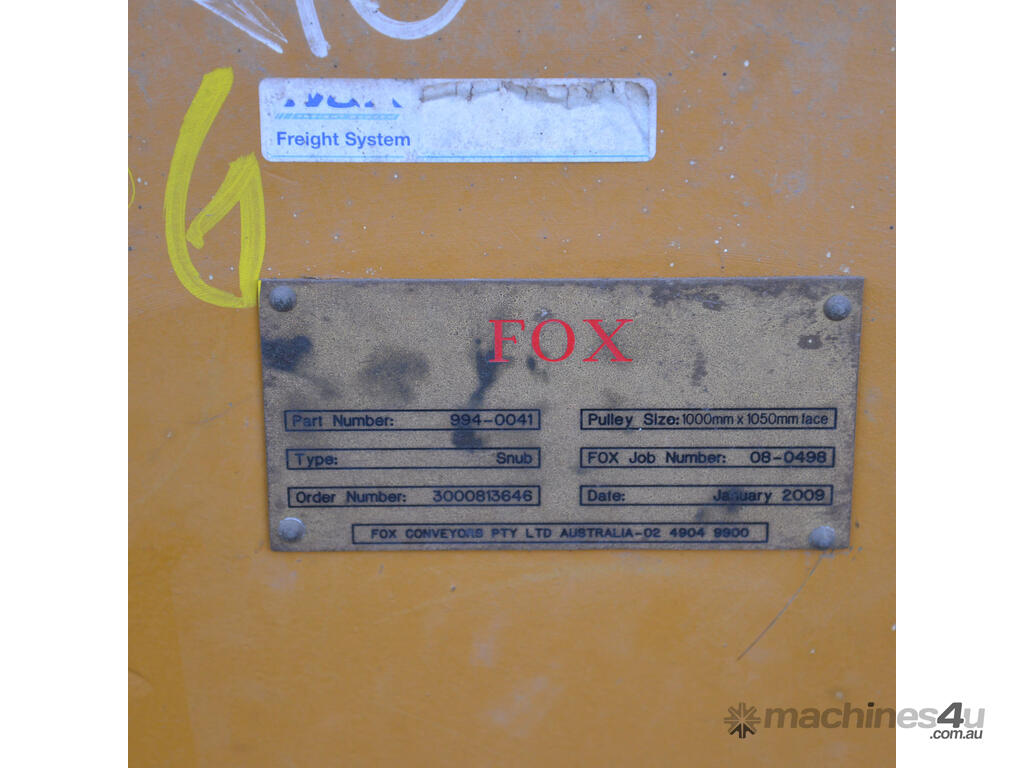 Freight System
FOX
Part Number: 994-0041
Pulley Size: 1000mm x 1050mm face
Type: Snub
FOX Job Number: 08-0498
Order Number: 3000813646
Date: January 2009
FOX CONVEYORS PTY LTD AUSTRALIA-02 4904 9900
machines4u
.com.au